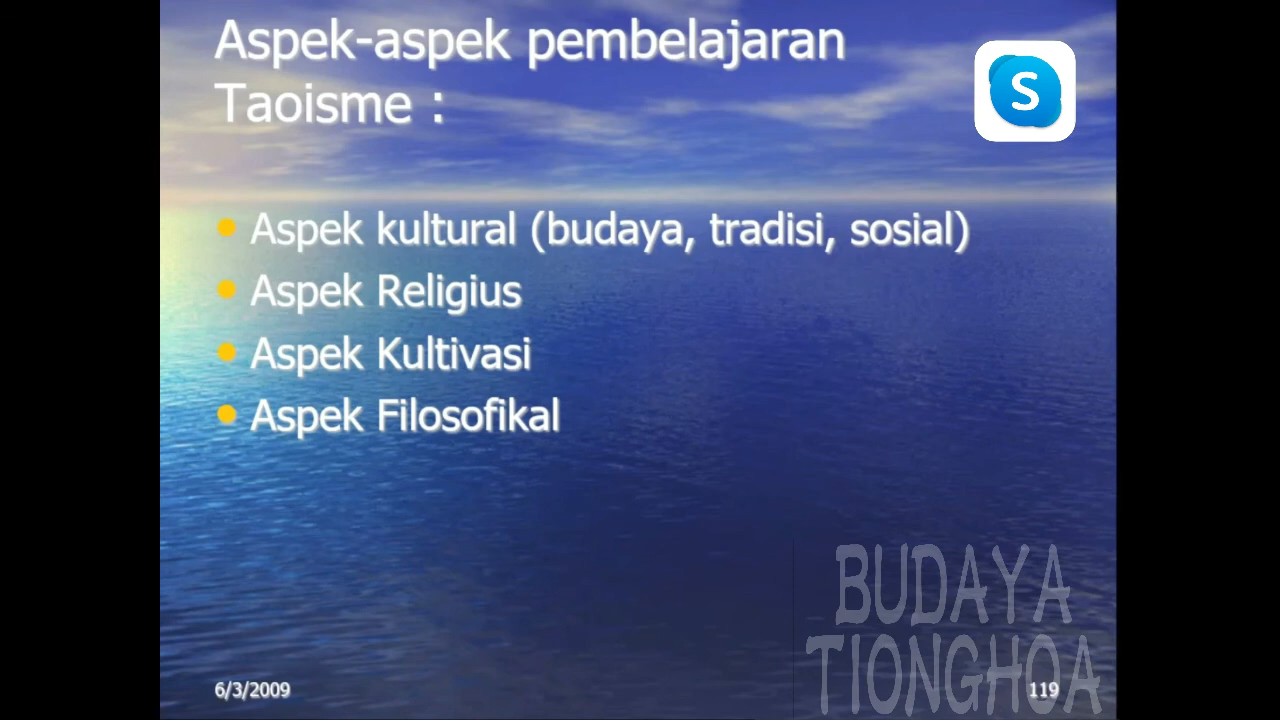 Aspek-aspek pembelajaran
Taoisme :
S
• Aspek kultural (budaya, tradisi, sosial)
• Aspek Religius
• Aspek Kultivasi
• Aspek Filosofikal
BUDAYA
TIONGHOA
6/3/2009
119